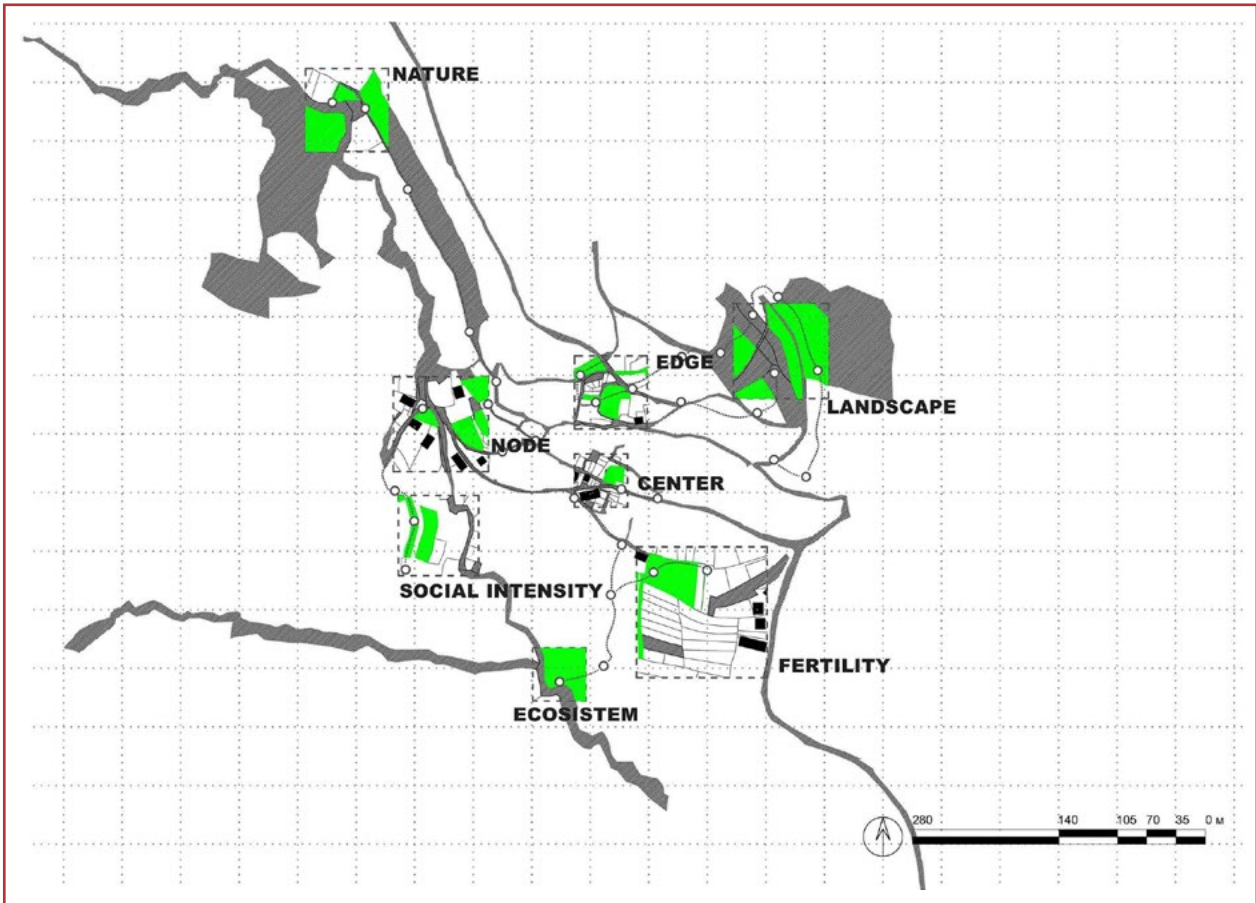 NATURE
EDGE
LANDSCAPE
NODE
CENTER
SOCIAL INTENSITY
FERTILITY
ECOSISTEM
280 140 105 70 35 0 м